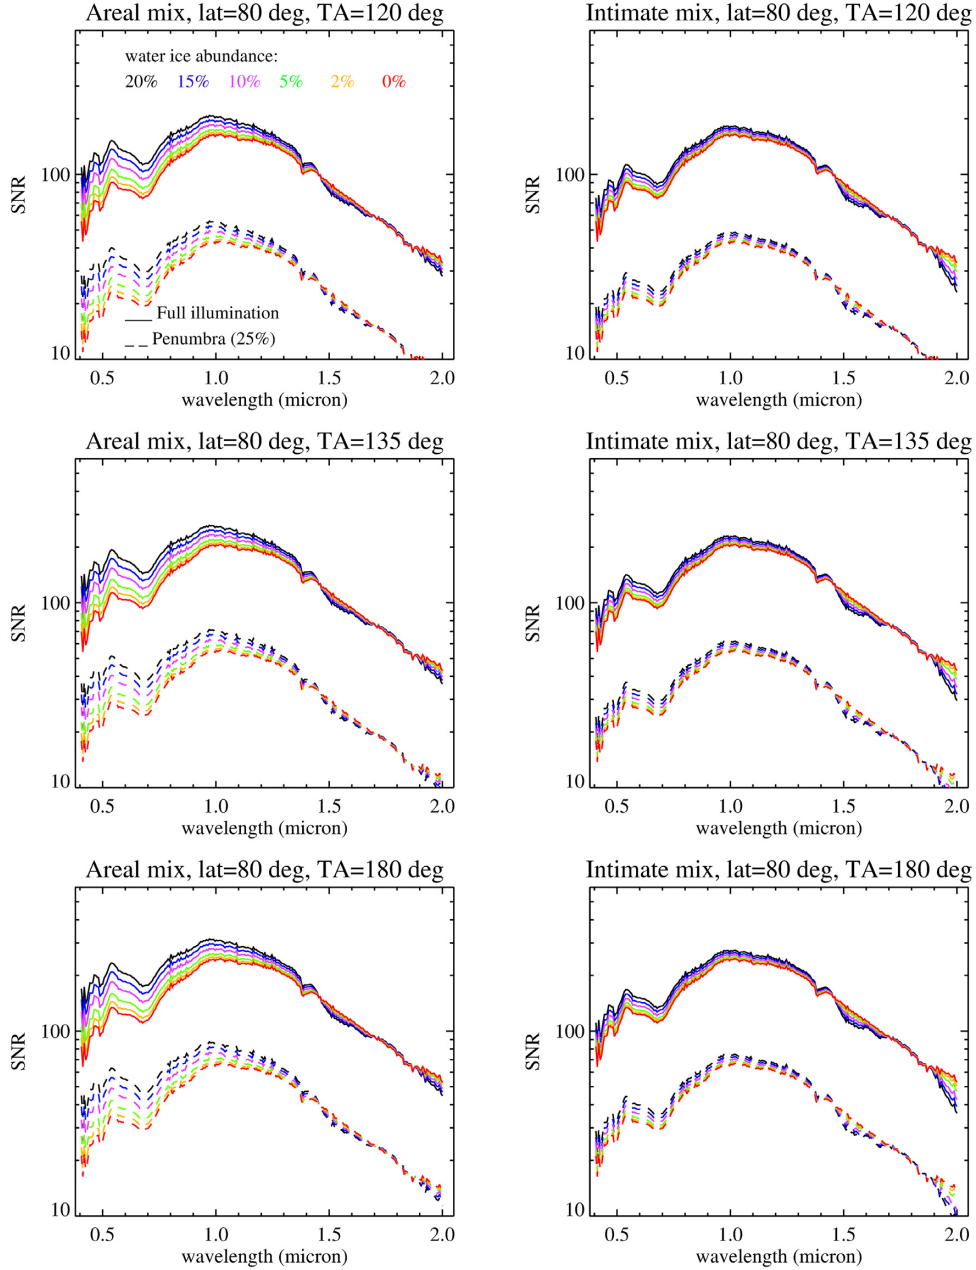 Areal mix, lat=80 deg, TA=120 deg
water ice abundance:
20% 15% 10% 5% 2% 0%
SNR
100
10
Full illumination
Penumbra (25%)
0.5 1.0 1.5 2.0
wavelength (micron)
Intimate mix, lat=80 deg, TA=120 deg
SNR
100
10
0.5 1.0 1.5 2.0
wavelength (micron)
Areal mix, lat=80 deg, TA=135 deg
SNR
100
10
0.5 1.0 1.5 2.0
wavelength (micron)
Intimate mix, lat=80 deg, TA=135 deg
SNR
100
10
0.5 1.0 1.5 2.0
wavelength (micron)
Areal mix, lat=80 deg, TA=180 deg
SNR
100
10
0.5 1.0 1.5 2.0
wavelength (micron)
Intimate mix, lat=80 deg, TA=180 deg
SNR
100
10
0.5 1.0 1.5 2.0
wavelength (micron)